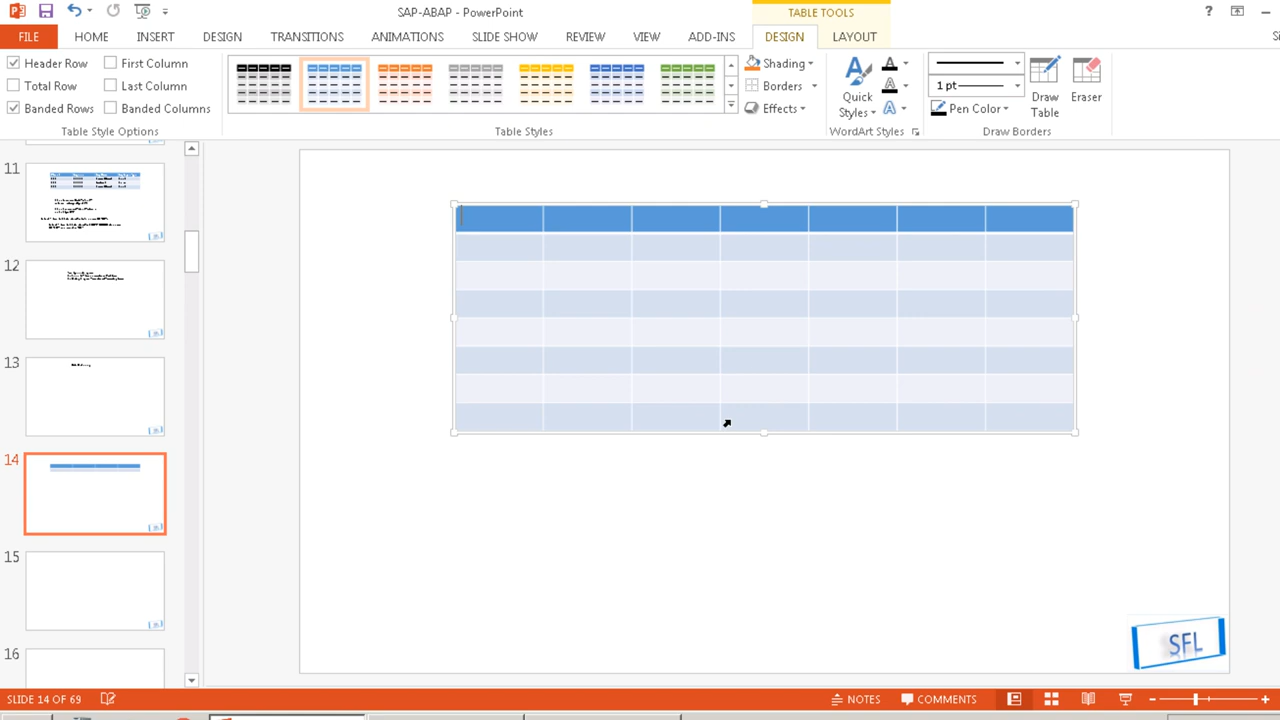 SAP-ABAP - PowerPoint
TABLE TOOLS
?
FILE HOME INSERT DESIGN TRANSITIONS ANIMATIONS SLIDE SHOW REVIEW VIEW ADD-INS DESIGN LAYOUT
Header Row First Column
Total Row Last Column
Banded Rows Banded Columns
Table Style Options
Table Styles
Shading
Borders
Effects
Quick
Styles
WordArt Styles
1 pt
Pen Color
Draw
Table
Eraser
Draw Borders
11
12
13
14
15
16
SFL
SLIDE 14 OF 69
NOTES COMMENTS